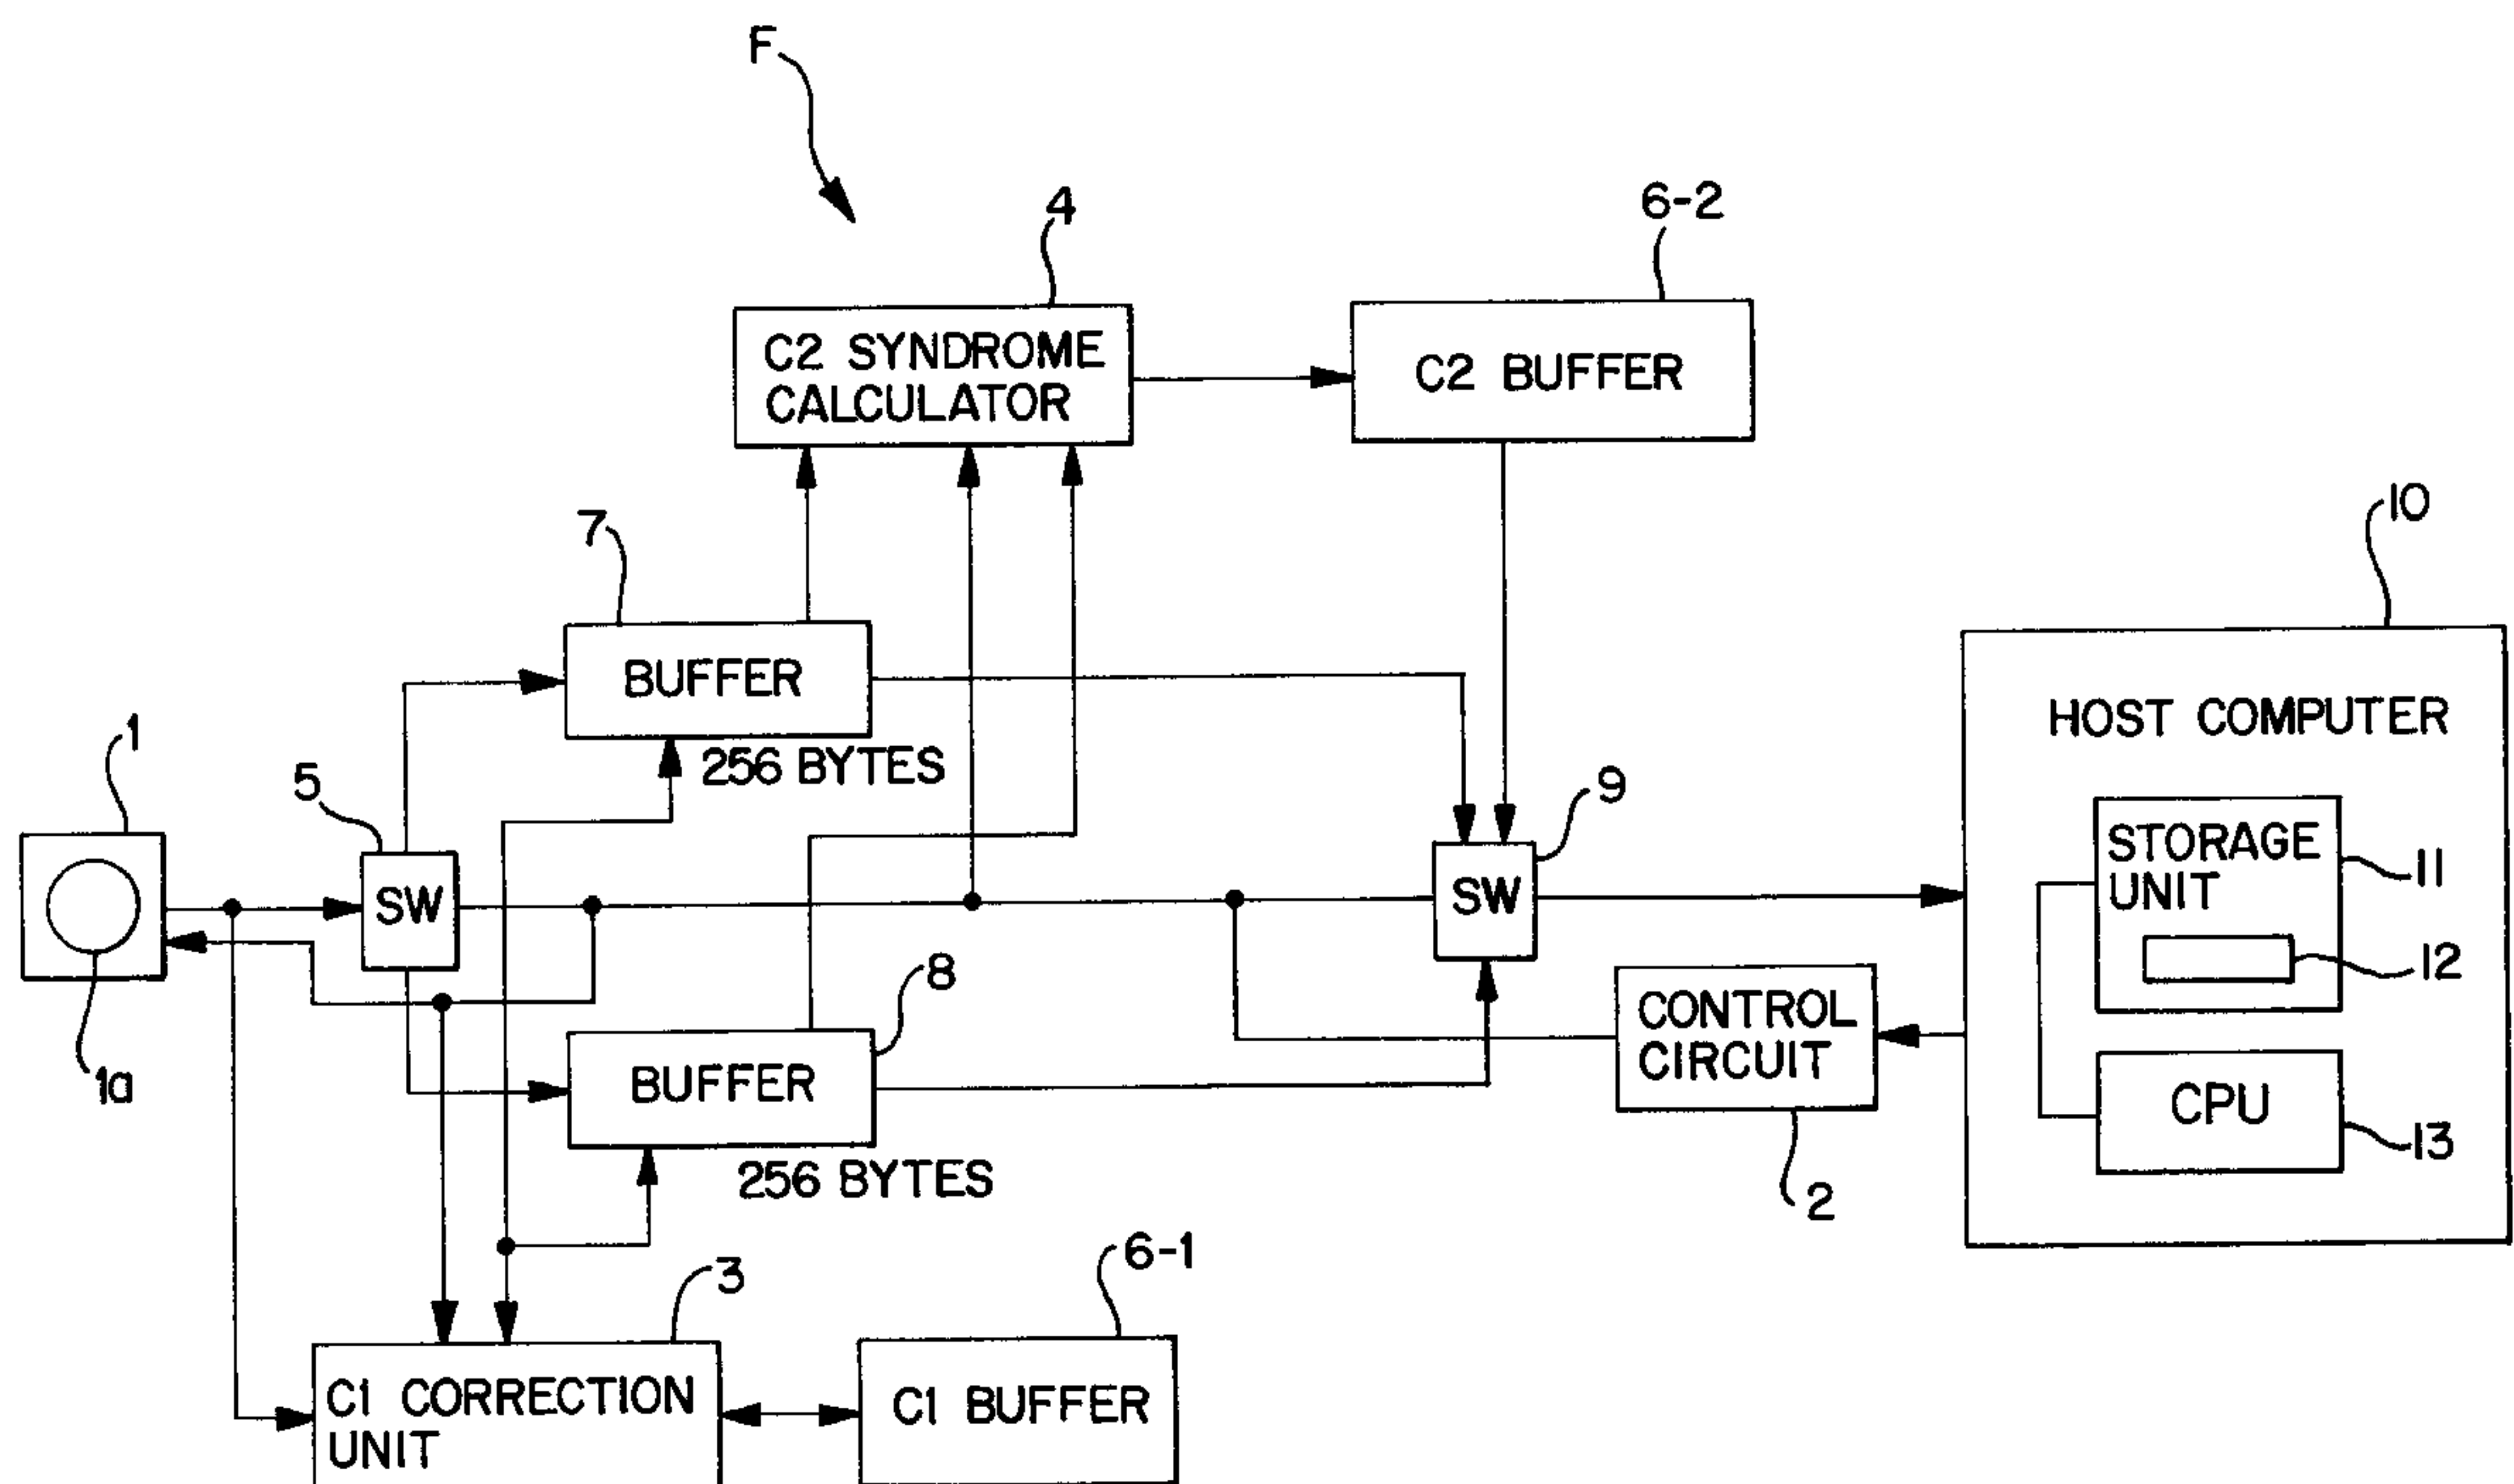 F
4
6-2
C2 SYNDROME
CALCULATOR
C2 BUFFER
10
7
BUFFER
256 BYTES
HOST COMPUTER
1
5
9
SW
SW
STORAGE
UNIT
11
12
1a
8
BUFFER
256 BYTES
CONTROL
CIRCUIT
2
CPU
13
3
6-1
C1 CORRECTION
UNIT
C1 BUFFER